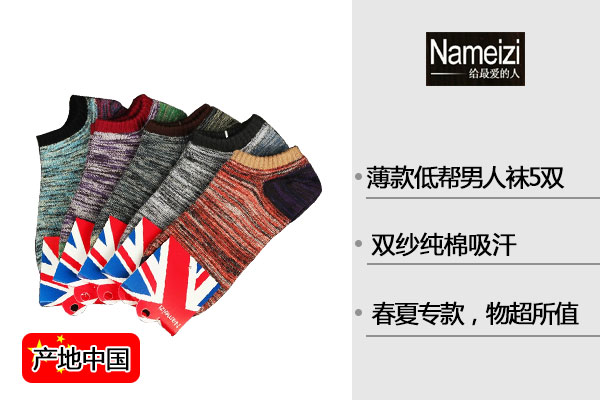 Nameizi
给最爱的人
薄款低帮男人袜5双
双纱纯棉吸汗
春夏专款，物超所值
Nameizi
产地中国